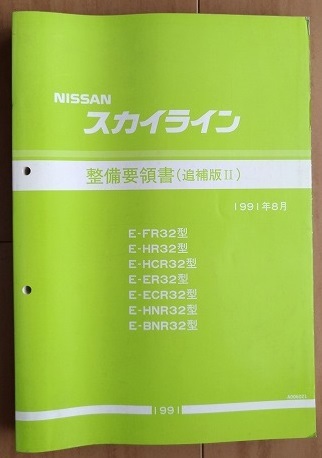 NISSAN
スカイライン
整備要領書(追補版Ⅱ)
1991年8月
E-FR32型
E-HR32型
E-HCR32型
E-ER32型
E-ECR32型
E-HNR32型
E-BNR32型
1991